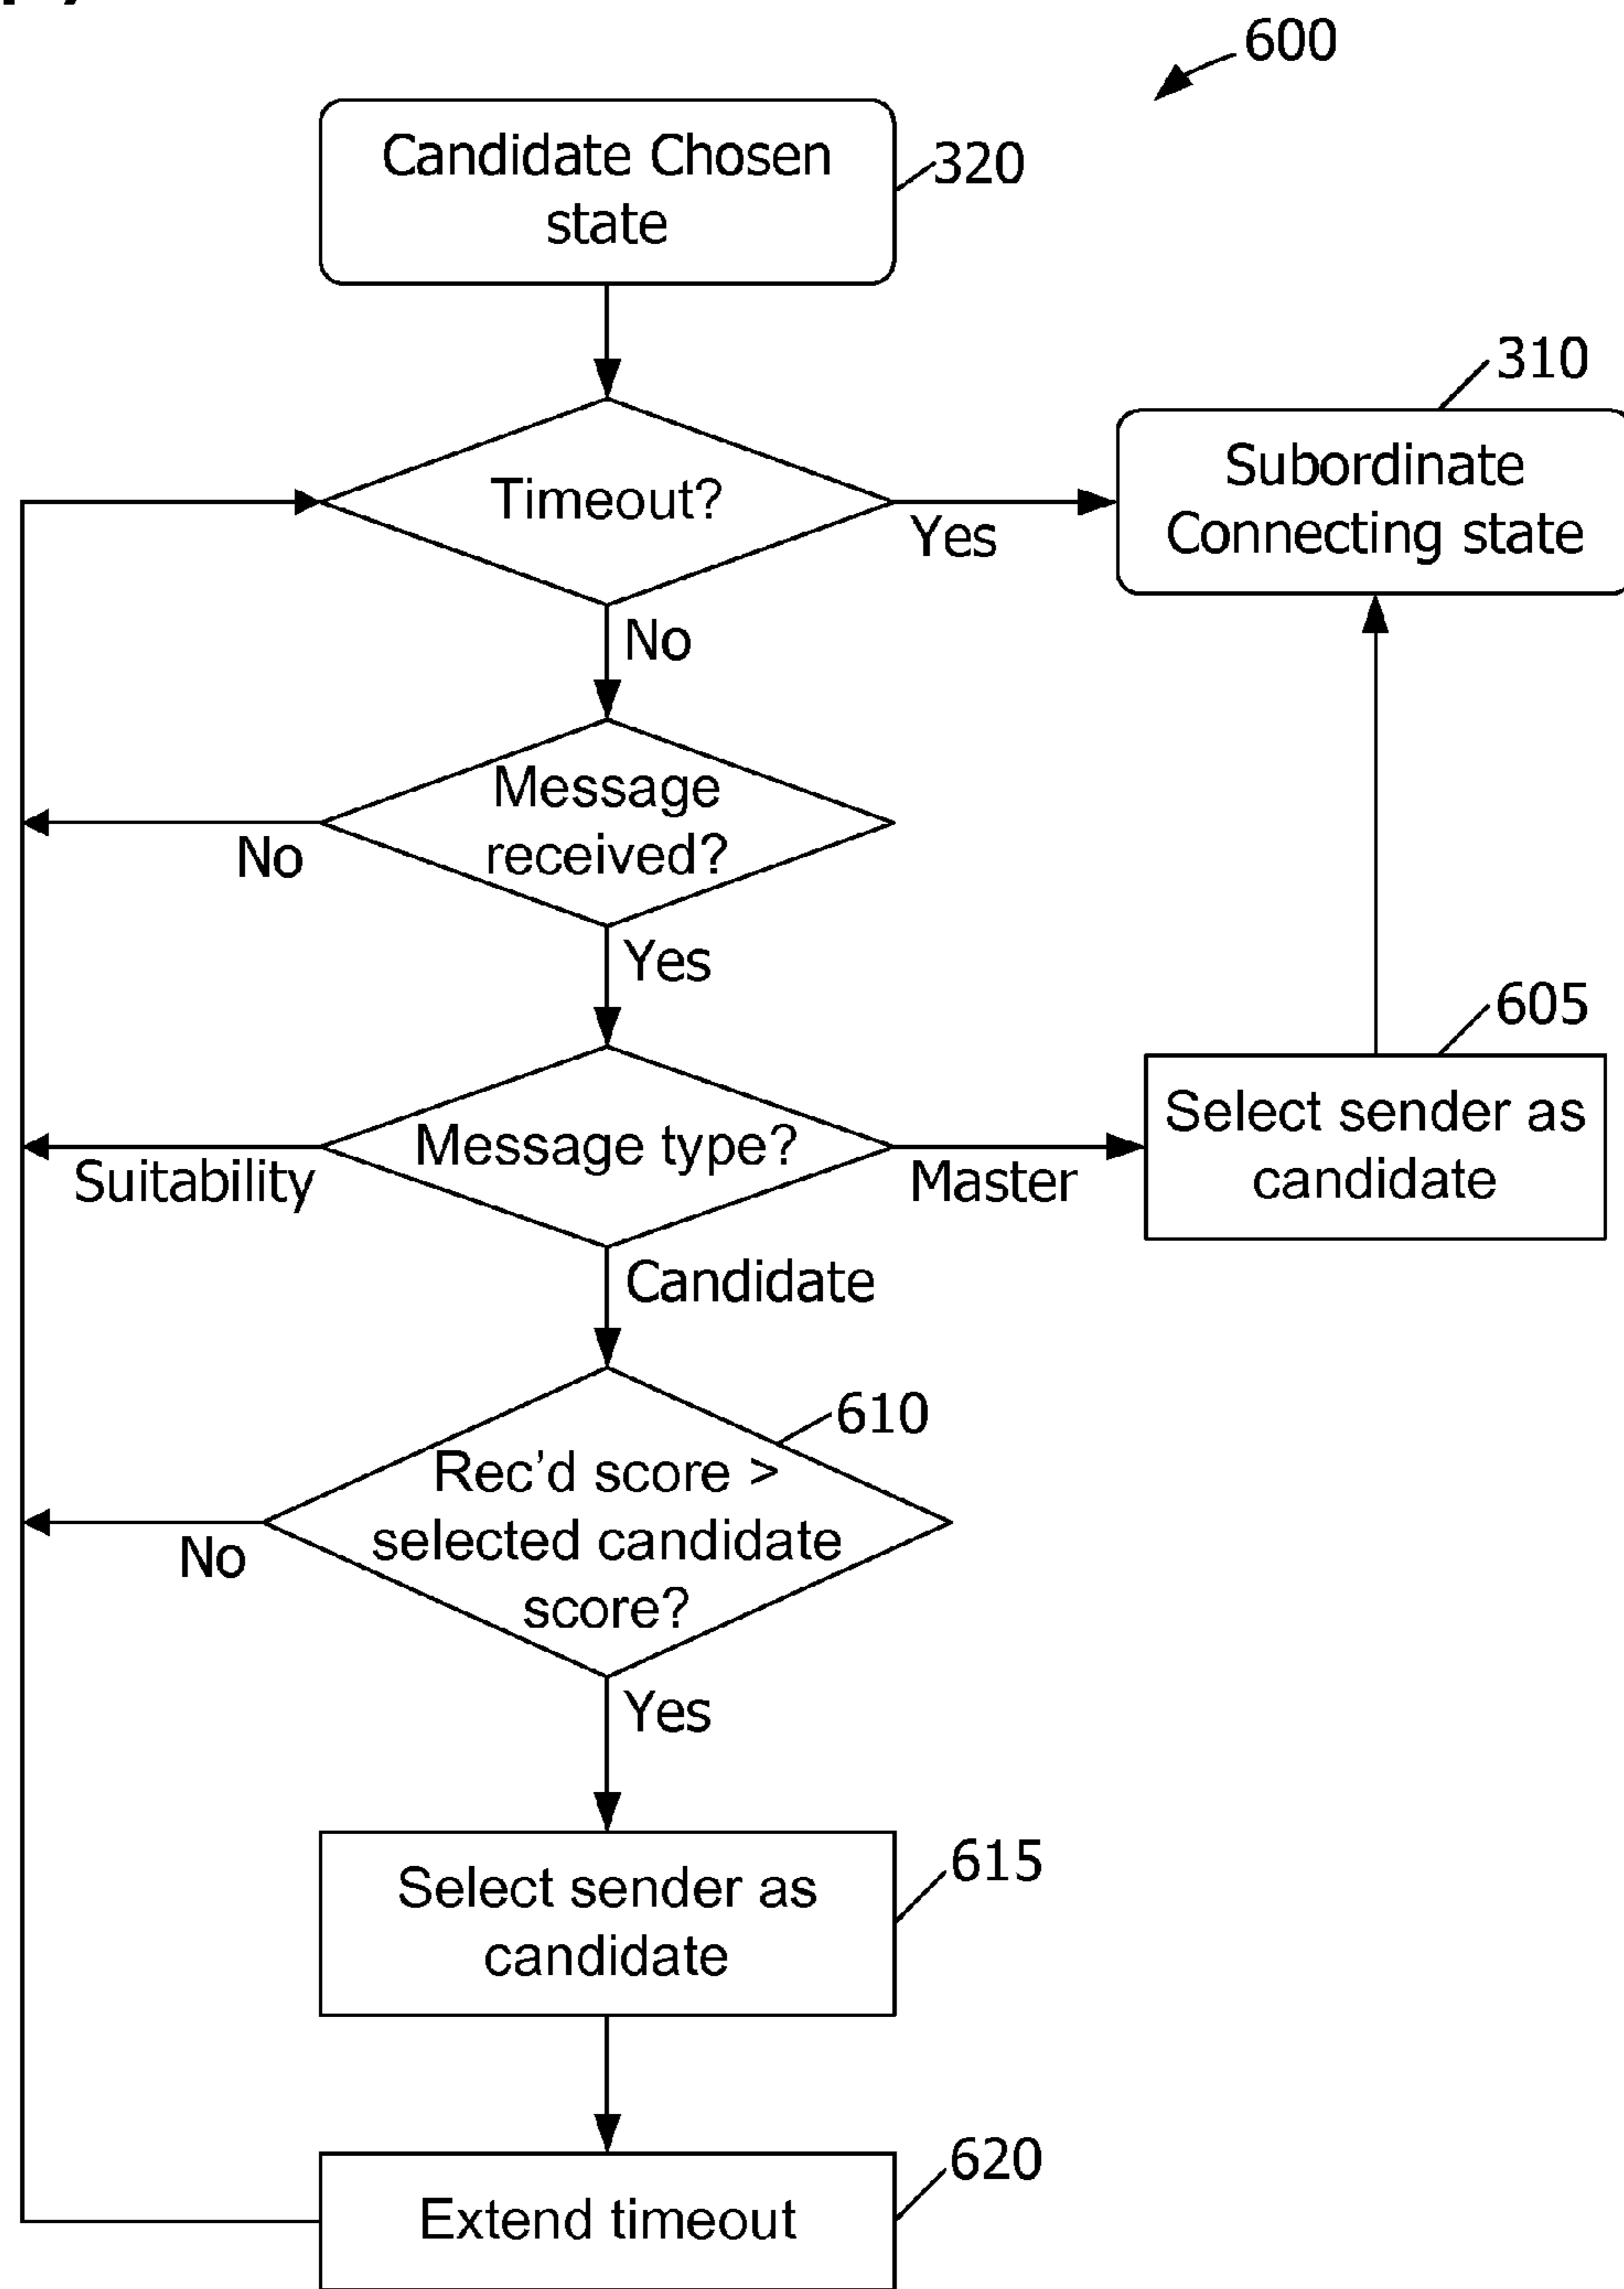 600
Candidate Chosen
state
320
310
Timeout?
Yes
Subordinate
Connecting state
No
Message
received?
No
Yes
605
Message type?
Suitability
Master
Select sender as
candidate
Candidate
610
Rec'd score >
selected candidate
score?
No
Yes
615
Select sender as
candidate
620
Extend timeout